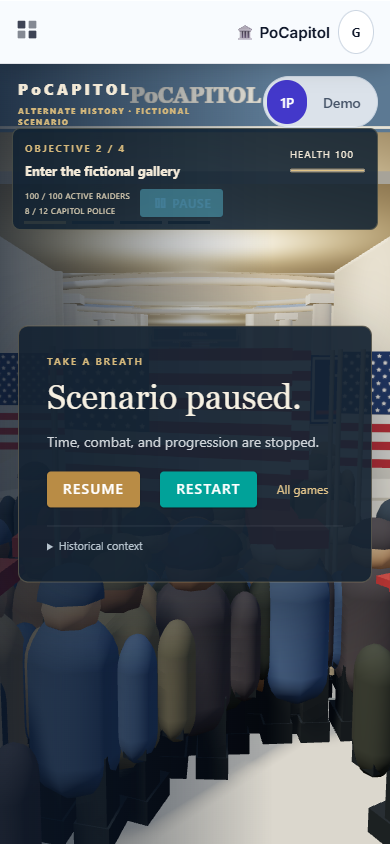 PoCapitol
G
PoCAPITOL
PoCAPITOL
ALTERNATE HISTORY · FICTIONAL
SCENARIO
1P
Demo
OBJECTIVE 2 / 4
Enter the fictional gallery
HEALTH 100
100 / 100 ACTIVE RAIDERS
8 / 12 CAPITOL POLICE
PAUSE
TAKE A BREATH
Scenario paused.
Time, combat, and progression are stopped.
RESUME
RESTART
All games
Historical context